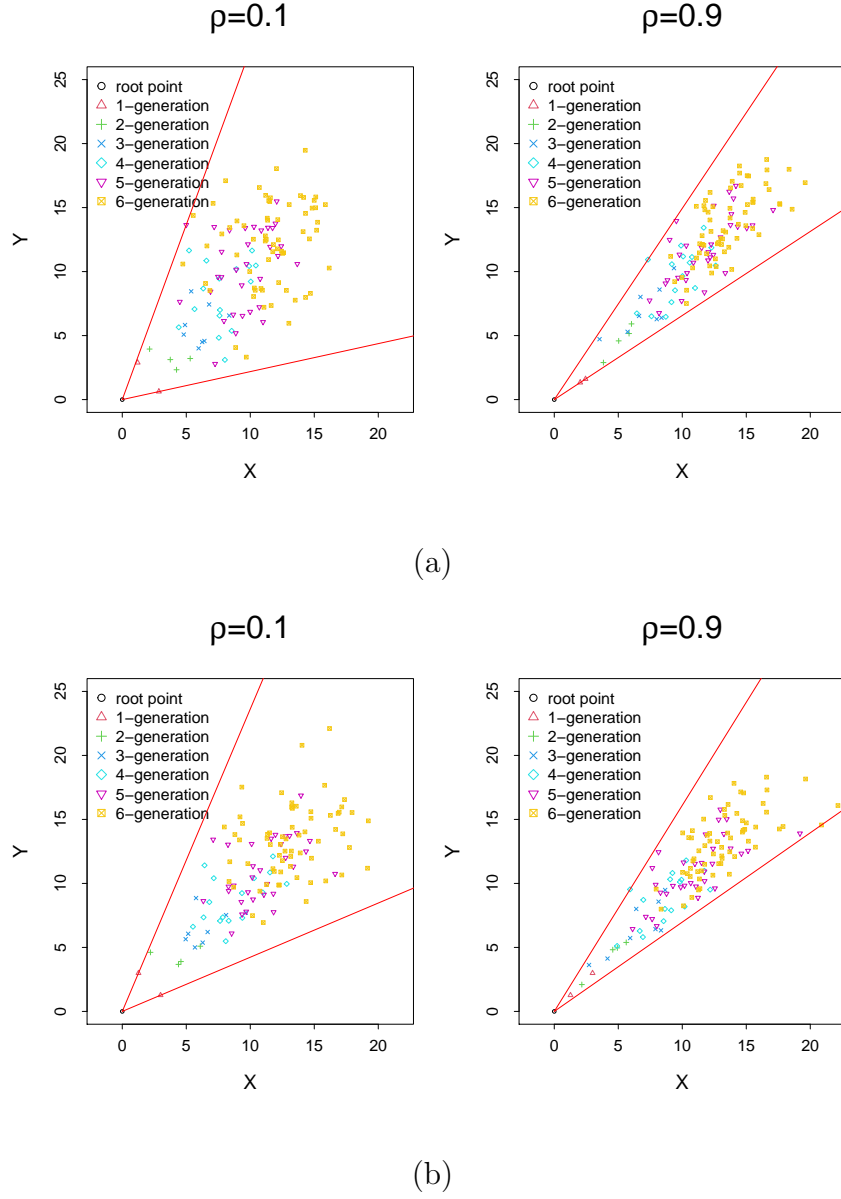 ρ=0.1
Y
25
20
15
10
5
0
root point
1−generation
2−generation
3−generation
4−generation
5−generation
6−generation
0 5 10 15 20
X
ρ=0.9
Y
25
20
15
10
5
0
root point
1−generation
2−generation
3−generation
4−generation
5−generation
6−generation
0 5 10 15 20
X
(a)
ρ=0.1
Y
25
20
15
10
5
0
root point
1−generation
2−generation
3−generation
4−generation
5−generation
6−generation
0 5 10 15 20
X
ρ=0.9
Y
25
20
15
10
5
0
root point
1−generation
2−generation
3−generation
4−generation
5−generation
6−generation
0 5 10 15 20
X
(b)